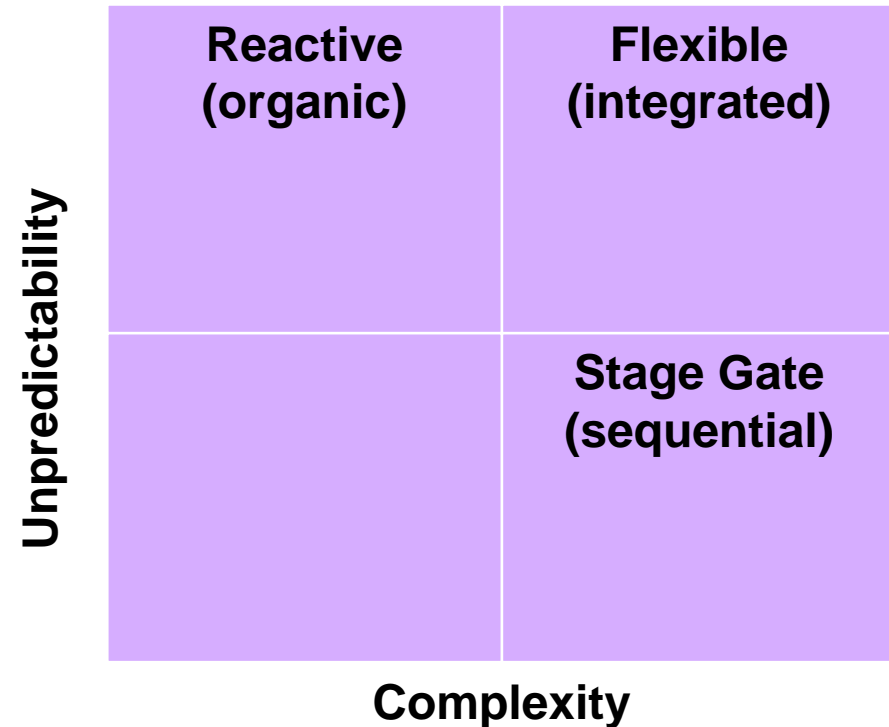 Reactive
(organic)
Flexible
(integrated)
Unpredictability
Stage Gate
(sequential)
Complexity